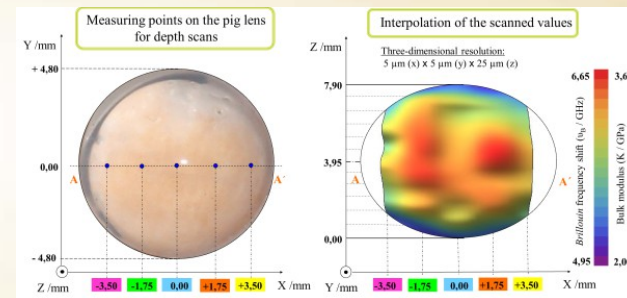 Measuring points on the pig lens
for depth scans
Y /mm
+ 4,80
0,00
A
A´
- 4,80
Z /mm
-3,50
-1,75
0,00
+1,75
+3,50
X /mm
Interpolation of the scanned values
Z /mm
Three-dimensional resolution:
5 µm (x) x 5 µm (y) x 25 µm (z)
7,90
3,95
A
A´
0,00
Y /mm
-3,50
-1,75
0,00
+1,75
+3,50
X /mm
6,65
Brillouin frequency shift (υb / GHz)
4,95
3,6
Bulk modulus (K / GPa)
2,0